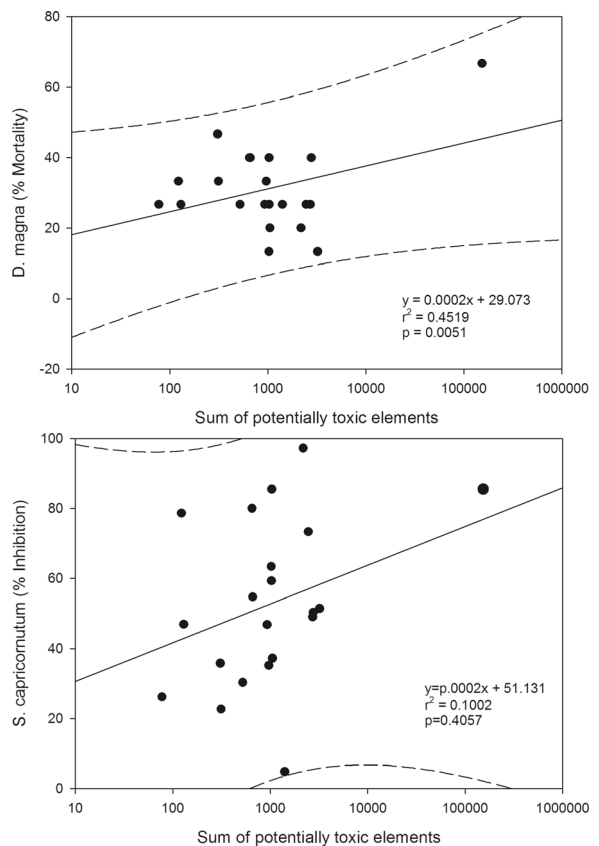 80
60
40
20
0
-20
D. magna (% Mortality)
y = 0.0002x + 29.073
r² = 0.4519
p = 0.0051
10 100 1000 10000 100000 1000000
Sum of potentially toxic elements
100
80
60
40
20
0
S. capricornutum (% Inhibition)
y=p.0002x + 51.131
r² = 0.1002
p=0.4057
10 100 1000 10000 100000 1000000
Sum of potentially toxic elements